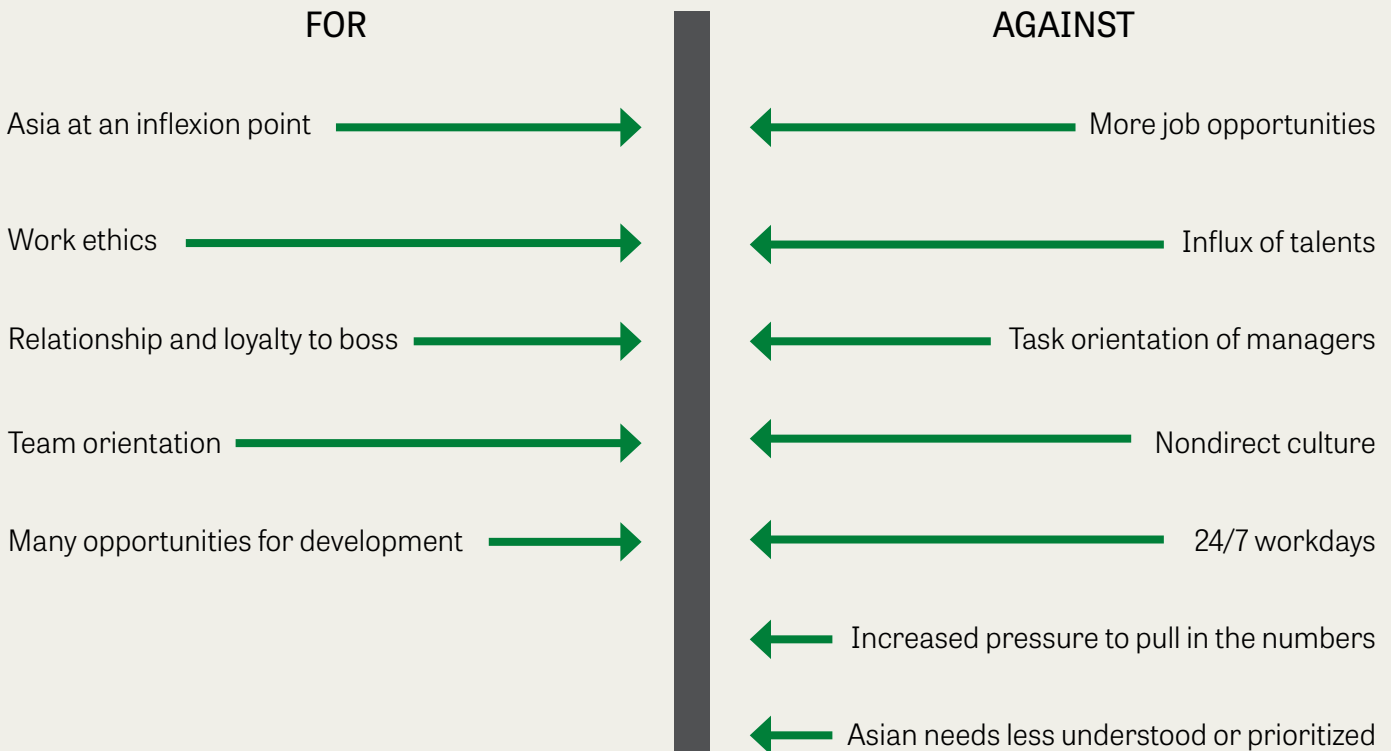 FOR
AGAINST
Asia at an inflexion point
More job opportunities
Work ethics
Influx of talents
Relationship and loyalty to boss
Task orientation of managers
Team orientation
Nondirect culture
Many opportunities for development
24/7 workdays
Increased pressure to pull in the numbers
Asian needs less understood or prioritized